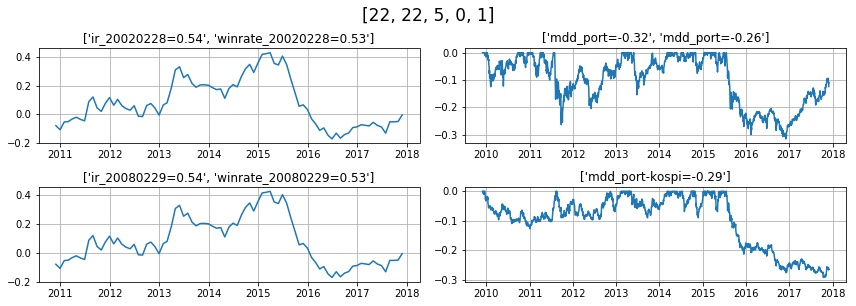 [22, 22, 5, 0, 1]
['ir_20020228=0.54', 'winrate_20020228=0.53']
0.4
0.2
0.0
−0.2
2011 2012 2013 2014 2015 2016 2017 2018
['mdd_port=-0.32', 'mdd_port=-0.26']
0.0
−0.1
−0.2
−0.3
2010 2011 2012 2013 2014 2015 2016 2017 2018
['ir_20080229=0.54', 'winrate_20080229=0.53']
0.4
0.2
0.0
−0.2
2011 2012 2013 2014 2015 2016 2017 2018
['mdd_port-kospi=-0.29']
0.0
−0.1
−0.2
−0.3
2010 2011 2012 2013 2014 2015 2016 2017 2018